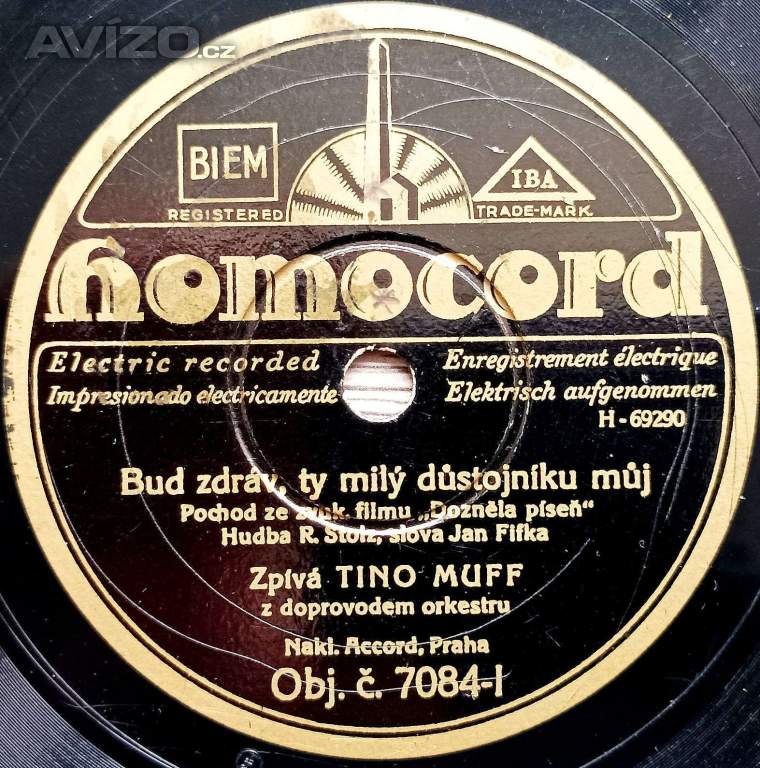 AVÍZO.cz
BIEM
REGISTERED
IBA
TRADE-MARK
homocord
Electric recorded
Enregistrement électrique
Impresionado electricamente
Elektrisch aufgenommen
H-69290
Bud zdráv, ty milý důstojníku můj
Pochod ze zvuk. filmu „Dozněla píseň“
Hudba R. Stolz, slova Jan Fifka
Zpívá TINO MUFF
z doprovodem orkestru
Nakl. Accord, Praha
Obj. č. 7084-I